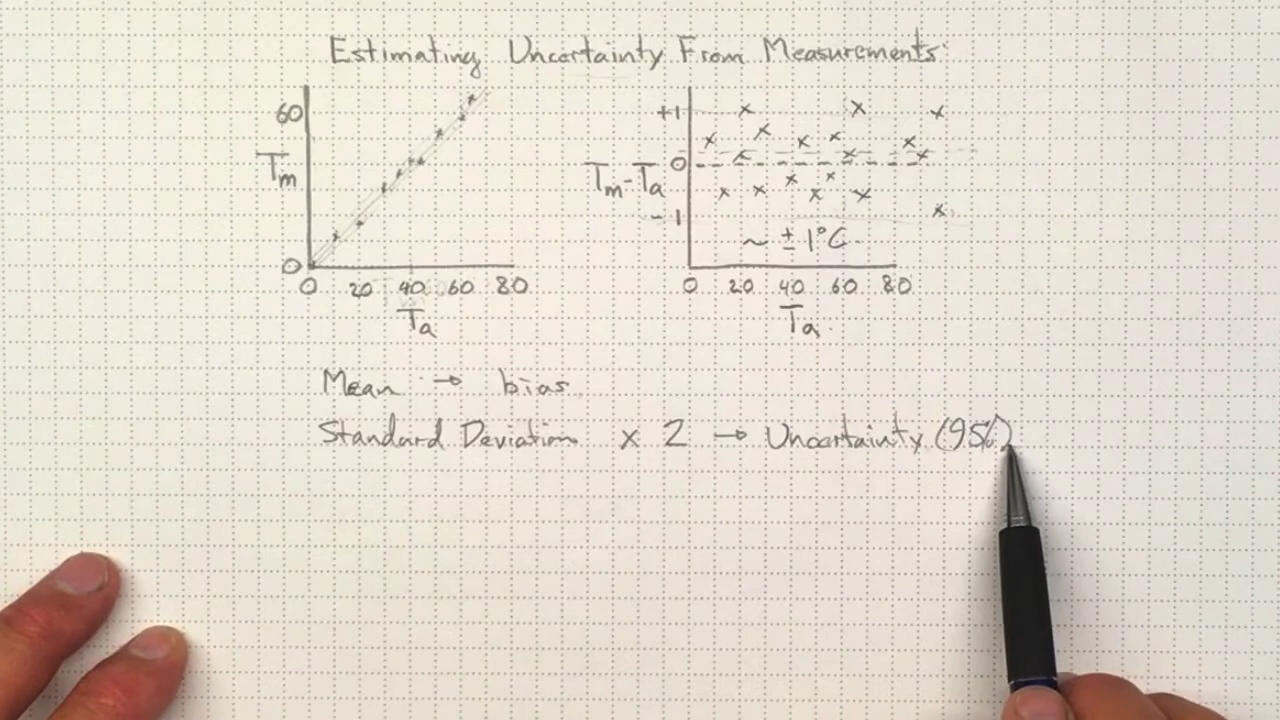 Estimating Uncertainty From Measurements
60
Tm
0
0 20 40 60 80
Ta
+1
Tm-Ta 0
-1
~ ± 1°C
0 20 40 60 80
Ta
Mean → bias
Standard Deviation x 2 → Uncertainty (95%)